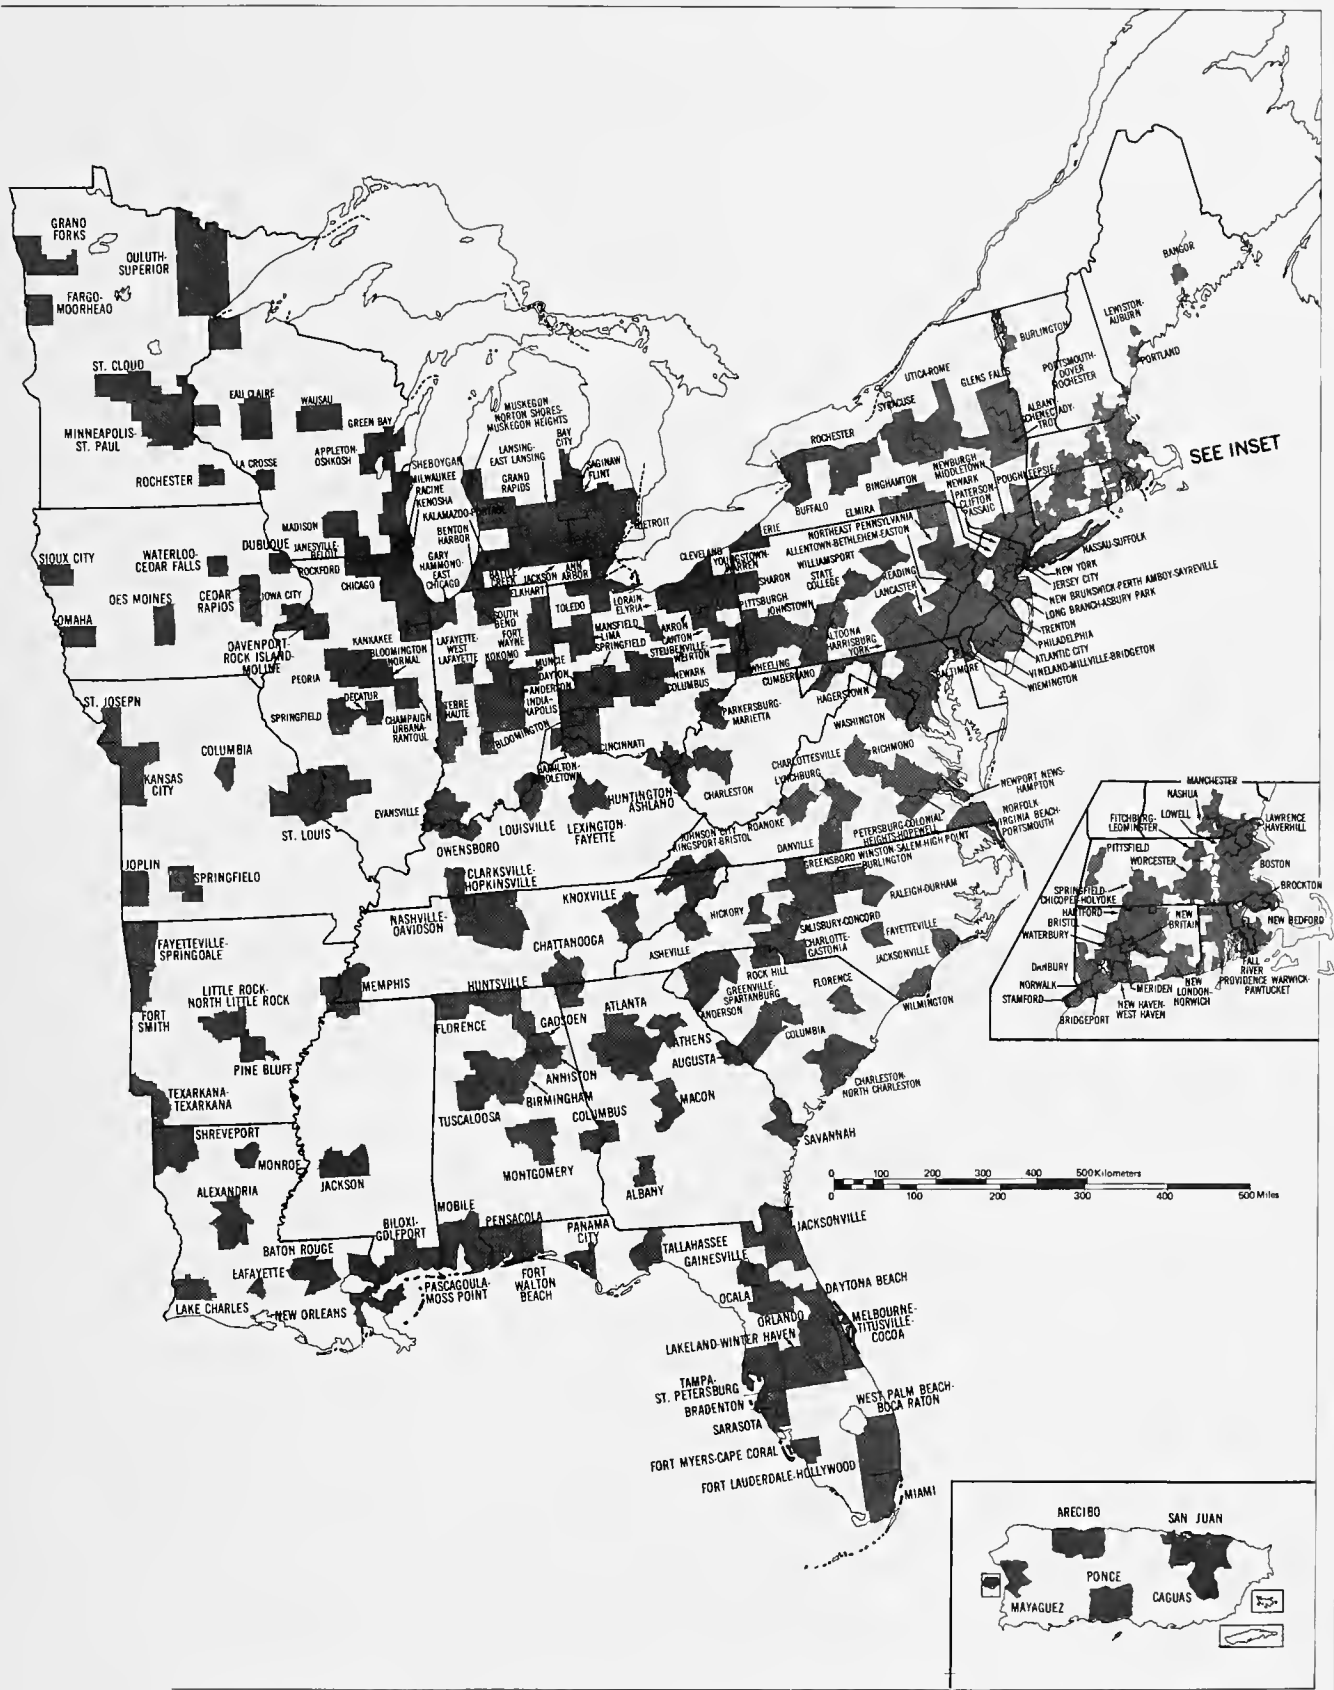 GRANO
FORKS
OULUTH-
SUPERIOR
FARGO-
MOORHEAO
ST. CLOUD
MINNEAPOLIS-
ST. PAUL
ROCHESTER
EAU CLAIRE
WAUSAU
GREEN BAY
APPLETON-
OSHKOSH
LA CROSSE
MADISON
JANESVILLE-
BELOIT
ROCKFORD
DUBUQUE
CHICAGO
SHEBOYGAN
MILWAUKEE
RACINE
KENOSHA
KALAMAZOO-PORTAGE
BENTON
HARBOR
GARY
HAMMOND-
EAST
CHICAGO
MUSKEGON
NORTON SHORES-
MUSKEGON HEIGHTS
LANSING-
EAST LANSING
GRAND
RAPIDS
BAY
CITY
SAGINAW
FLINT
DETROIT
BATTLE
CREEK
JACKSON
ANN
ARBOR
SIOUX CITY
WATERLOO-
CEDAR FALLS
OES MOINES
CEDAR
RAPIDS
IOWA CITY
OMAHA
DAVENPORT-
ROCK ISLAND-
MOLINE
KANKAKEE
BLOOMINGTON
NORMAL
PEORIA
DECATUR
SPRINGFIELD
CHAMPAIGN
URBANA-
RANTOUL
ELKHART
SOUTH
BEND
FORT
WAYNE
LAFAYETTE-
WEST
LAFAYETTE
KOKOMO
MUNCIE
ANDERSON
INDIA-
NAPOLIS
TERRE
HAUTE
BLOOMINGTON
TOLEDO
LORAIN-
ELYRIA
MANSFIELD
LIMA
SPRINGFIELD
DAYTON
AKRON
CANTON
STEUBENVILLE-
WEIRTON
NEWARK
COLUMBUS
CINCINNATI
HAMILTON-
MIDDLETOWN
CLEVELAND
YOUNGSTOWN-
WARREN
ERIE
SHARON
PITTSBURGH
JOHNSTOWN
WHEELING
PARKERSBURG-
MARIETTA
CUMBERLAND
HAGERSTOWN
WASHINGTON
BALTIMORE
ALTOONA
HARRISBURG
YORK
STATE
COLLEGE
WILLIAMSPORT
READING
LANCASTER
ALLENTOWN-BETHLEHEM-EASTON
NORTHEAST PENNSYLVANIA
BUFFALO
ROCHESTER
SYRACUSE
UTICA-ROME
GLENS FALLS
ALBANY
SCHENECTADY-
TROY
BINGHAMTON
ELMIRA
NEWBURGH
MIDDLETOWN
POUGHKEEPSIE
NEWARK
PATERSON
CLIFTON
PASSAIC
BURLINGTON
PORTSMOUTH-
DOVER
ROCHESTER
BANGOR
LEWISTON-
AUBURN
PORTLAND
SEE INSET
NASSAU-SUFFOLK
NEW YORK
JERSEY CITY
NEW BRUNSWICK-PERTH AMBOY-SAYREVILLE
LONG BRANCH-ASBURY PARK
TRENTON
PHILADELPHIA
ATLANTIC CITY
VINELAND-MILLVILLE-BRIDGETON
WIEMINGTON
ST. JOSEPH
KANSAS
CITY
COLUMBIA
ST. LOUIS
JOPLIN
SPRINGFIELO
EVANSVILLE
OWENSBORO
LOUISVILLE
LEXINGTON-
FAYETTE
HUNTINGTON
ASHLANO
CHARLESTON
CHARLOTTESVILLE
RICHMONO
LYNCHBURG
ROANOKE
DANVILLE
PETERSBURG-COLONIAL
HEIGHTS-HOPEWELL
NEWPORT NEWS-
HAMPTON
NORFOLK
VIRGINIA BEACH-
PORTSMOUTH
JOHNSON CITY
KINGSPORT-BRISTOL
CLARKSVILLE-
HOPKINSVILLE
NASHVILLE-
OAVIDSON
KNOXVILLE
CHATTANOOGA
ASHEVILLE
HICKORY
GREENSBORO WINSTON SALEM-HIGH POINT
BURLINGTON
RALEIGH-DURHAM
SALISBURY-CONCORD
CHARLOTTE-
GASTONIA
FAYETTEVILLE
JACKSONVILLE
WILMINGTON
ROCK HILL
GREENVILLE-
SPARTANBURG
ANDERSON
FLORENCE
COLUMBIA
CHARLESTON-
NORTH CHARLESTON
FAYETTEVILLE-
SPRINGOALE
FORT
SMITH
LITTLE ROCK-
NORTH LITTLE ROCK
PINE BLUFF
TEXARKANA-
TEXARKANA
MEMPHIS
HUNTSVILLE
FLORENCE
GADSOEN
ANNISTON
BIRMINGHAM
TUSCALOOSA
MONTGOMERY
ATLANTA
ATHENS
AUGUSTA
MACON
COLUMBUS
ALBANY
SAVANNAH
SHREVEPORT
MONROE
ALEXANDRIA
JACKSON
BATON ROUGE
LAFAYETTE
LAKE CHARLES
NEW ORLEANS
BILOXI-
GOLFPORT
MOBILE
PASCAGOULA-
MOSS POINT
PENSACOLA
FORT
WALTON
BEACH
PANAMA
CITY
TALLAHASSEE
GAINESVILLE
JACKSONVILLE
OCALA
DAYTONA BEACH
ORLANDO
MELBOURNE-
TITUSVILLE-
COCOA
LAKELAND-WINTER HAVEN
TAMPA-
ST. PETERSBURG
BRADENTON
SARASOTA
WEST PALM BEACH-
BOCA RATON
FORT MYERS-CAPE CORAL
FORT LAUDERDALE-HOLLYWOOD
MIAMI
0 100 200 300 400 500 Kilometers
0 100 200 300 400 500 Miles
MANCHESTER
NASHUA
FITCHBURG-
LEOMINSTER
LOWELL
LAWRENCE
HAVERHILL
PITTSFIELD
WORCESTER
BOSTON
SPRINGFIELD
CHICOPEE-HOLYOKE
BROCKTON
HARTFORD
BRISTOL
WATERBURY
NEW
BRITAIN
NEW BEDFORD
DANBURY
FALL
RIVER
NORWALK
STAMFORD
BRIDGEPORT
MERIDEN
NEW HAVEN-
WEST HAVEN
NEW
LONDON-
NORWICH
PROVIDENCE WARWICK-
PAWTUCKET
ARECIBO
SAN JUAN
PONCE
MAYAGUEZ
CAGUAS